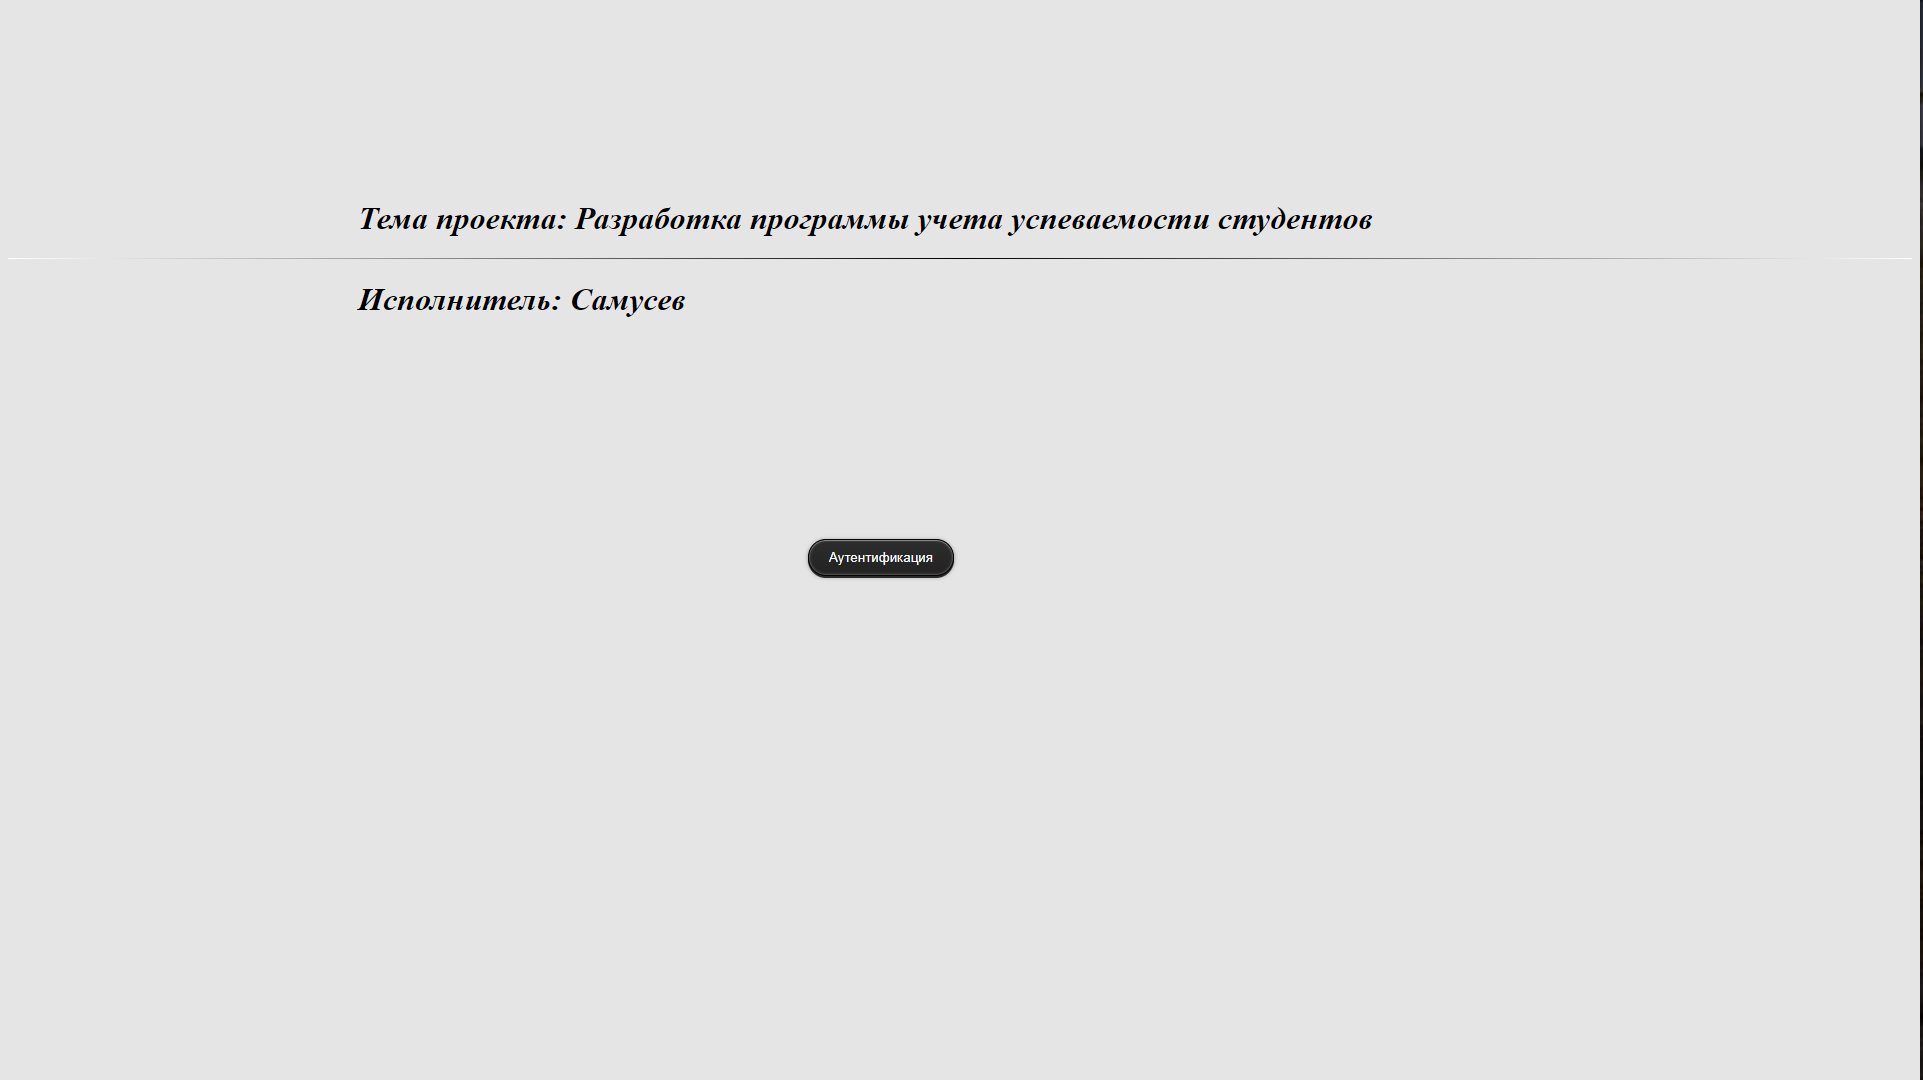 Тема проекта: Разработка программы учета успеваемости студентов
Исполнитель: Самусев
Аутентификация